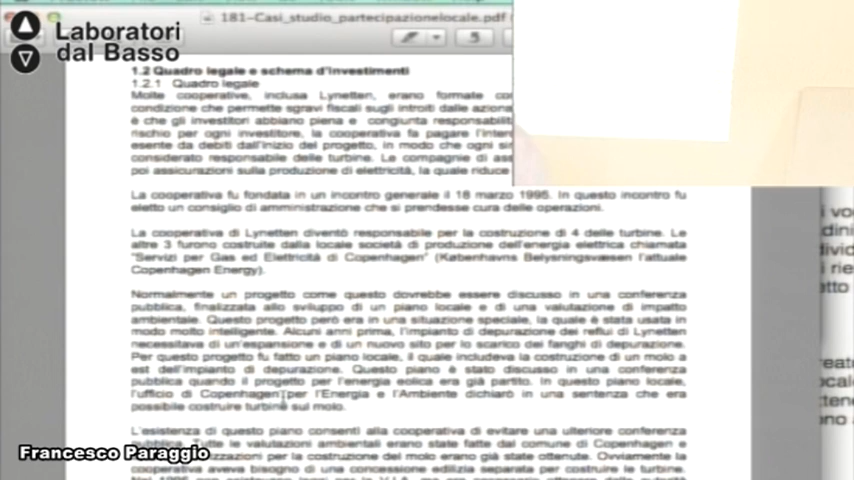 181-Casi_studio_partecipazionelocale.pdf
Laboratori
dal Basso
1.2 Quadro legale e schema d'investimenti
1.2.1 Quadro legale
Molte cooperative, inclusa Lynetten, erano formate
condizione che permette sgravi fiscali sugli introiti dalle
è che gli investitori abbiano piena e congiunta
rischio per ogni investitore, la cooperativa fa pagare
esente da debiti dall'inizio del progetto, in modo che ogni
considerato responsabile delle turbine. Le compagnie di
poi assicurazioni sulla produzione di elettricità, la quale riduce
La cooperativa fu fondata in un incontro generale il 18 marzo 1995. In questo incontro fu
eletto un consiglio di amministrazione che si prendesse cura delle operazioni.
La cooperativa di Lynetten diventò responsabile per la costruzione di 4 delle turbine. Le
altre 3 furono costruite dalla locale società di produzione dell'energia elettrica chiamata
"Servizi per Gas ed Elettricità di Copenhagen" (Københavns Belysningsvæsen l'attuale
Copenhagen Energy).
Normalmente un progetto come questo dovrebbe essere discusso in una conferenza
pubblica, finalizzata allo sviluppo di un piano locale e di una valutazione di impatto
ambientale. Questo progetto però era in una situazione speciale, la quale è stata usata in
modo molto intelligente. Alcuni anni prima, l'impianto di depurazione dei reflui di Lynetten
necessitava di un'espansione e di un nuovo sito per lo scarico dei fanghi di depurazione.
Per questo progetto fu fatto un piano locale, il quale includeva la costruzione di un molo a
est dell'impianto di depurazione. Questo piano è stato discusso in una conferenza
pubblica quando il progetto per l'energia eolica era già partito. In questo piano locale,
l'ufficio di Copenhagen per l'Energia e l'Ambiente dichiarò in una sentenza che era
possibile costruire turbine sul molo.
L'esistenza di questo piano consentì alla cooperativa di evitare una ulteriore conferenza
pubblica. Tutte le valutazioni ambientali erano state fatte dal comune di Copenhagen e
per la costruzione del molo erano già state ottenute. Ovviamente la
cooperativa aveva bisogno di una concessione edilizia separata per costruire le turbine.
Francesco Paraggio